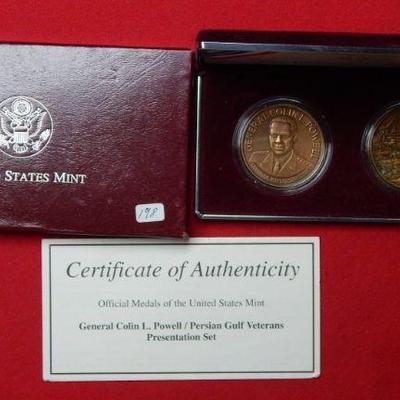 STATES MINT
198
GENERAL COLIN L. POWELL
Certificate of Authenticity
Official Medals of the United States Mint
General Colin L. Powell / Persian Gulf Veterans
Presentation Set